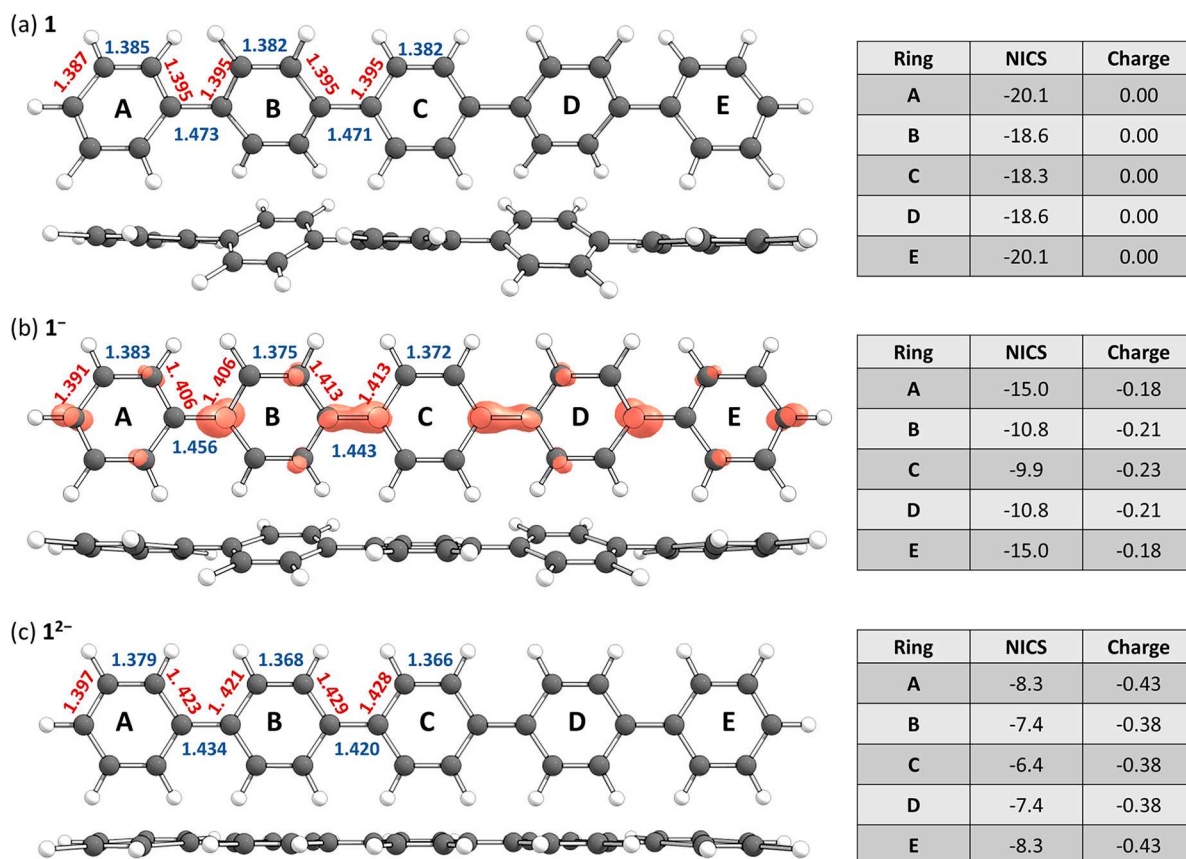 (a) 1
1.387 1.385 1.395 1.395 1.382 1.395 1.395 1.382
A B C D E
1.473 1.471
Ring NICS Charge
A -20.1 0.00
B -18.6 0.00
C -18.3 0.00
D -18.6 0.00
E -20.1 0.00
(b) 1⁻
1.391 1.383 1. 406 1. 406 1.375 1.413 1.413 1.372
A B C D E
1.456 1.443
Ring NICS Charge
A -15.0 -0.18
B -10.8 -0.21
C -9.9 -0.23
D -10.8 -0.21
E -15.0 -0.18
(c) 1²⁻
1.397 1.379 1. 423 1.421 1.368 1.429 1.428 1.366
A B C D E
1.434 1.420
Ring NICS Charge
A -8.3 -0.43
B -7.4 -0.38
C -6.4 -0.38
D -7.4 -0.38
E -8.3 -0.43